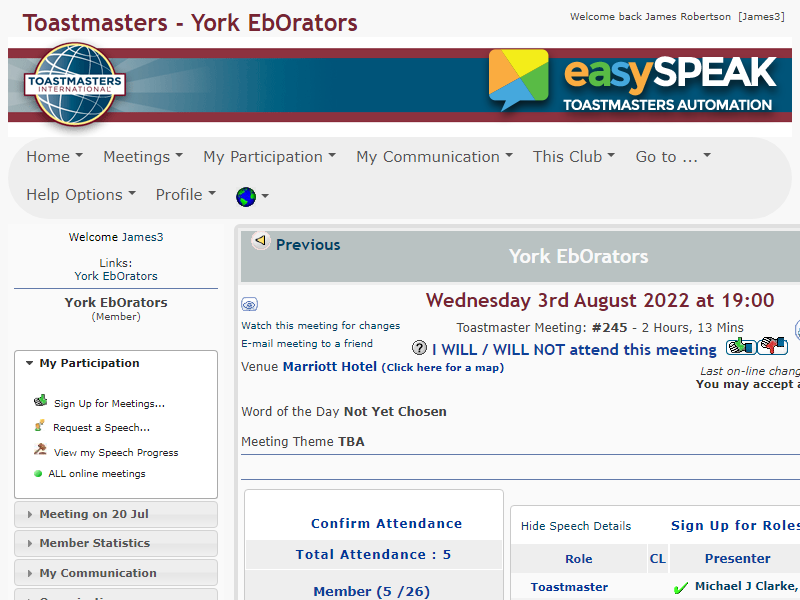 Toastmasters - York EbOrators
Welcome back James Robertson [James3]
TOASTMASTERS
INTERNATIONAL
easySPEAK
TOASTMASTERS AUTOMATION
Home Meetings My Participation My Communication This Club Go to ...
Help Options Profile
Welcome James3
Links:
York EbOrators
York EbOrators
(Member)
My Participation
Sign Up for Meetings...
Request a Speech...
View my Speech Progress
ALL online meetings
Meeting on 20 Jul
Member Statistics
My Communication
Previous
York EbOrators
Wednesday 3rd August 2022 at 19:00
Watch this meeting for changes
Toastmaster Meeting: #245 - 2 Hours, 13 Mins
E-mail meeting to a friend
? I WILL / WILL NOT attend this meeting
Venue Marriott Hotel (Click here for a map)
Last on-line chang
You may accept a
Word of the Day Not Yet Chosen
Meeting Theme TBA
Confirm Attendance
Total Attendance : 5
Member (5 /26)
Hide Speech Details Sign Up for Roles
Role CL Presenter
Toastmaster Michael J Clarke,